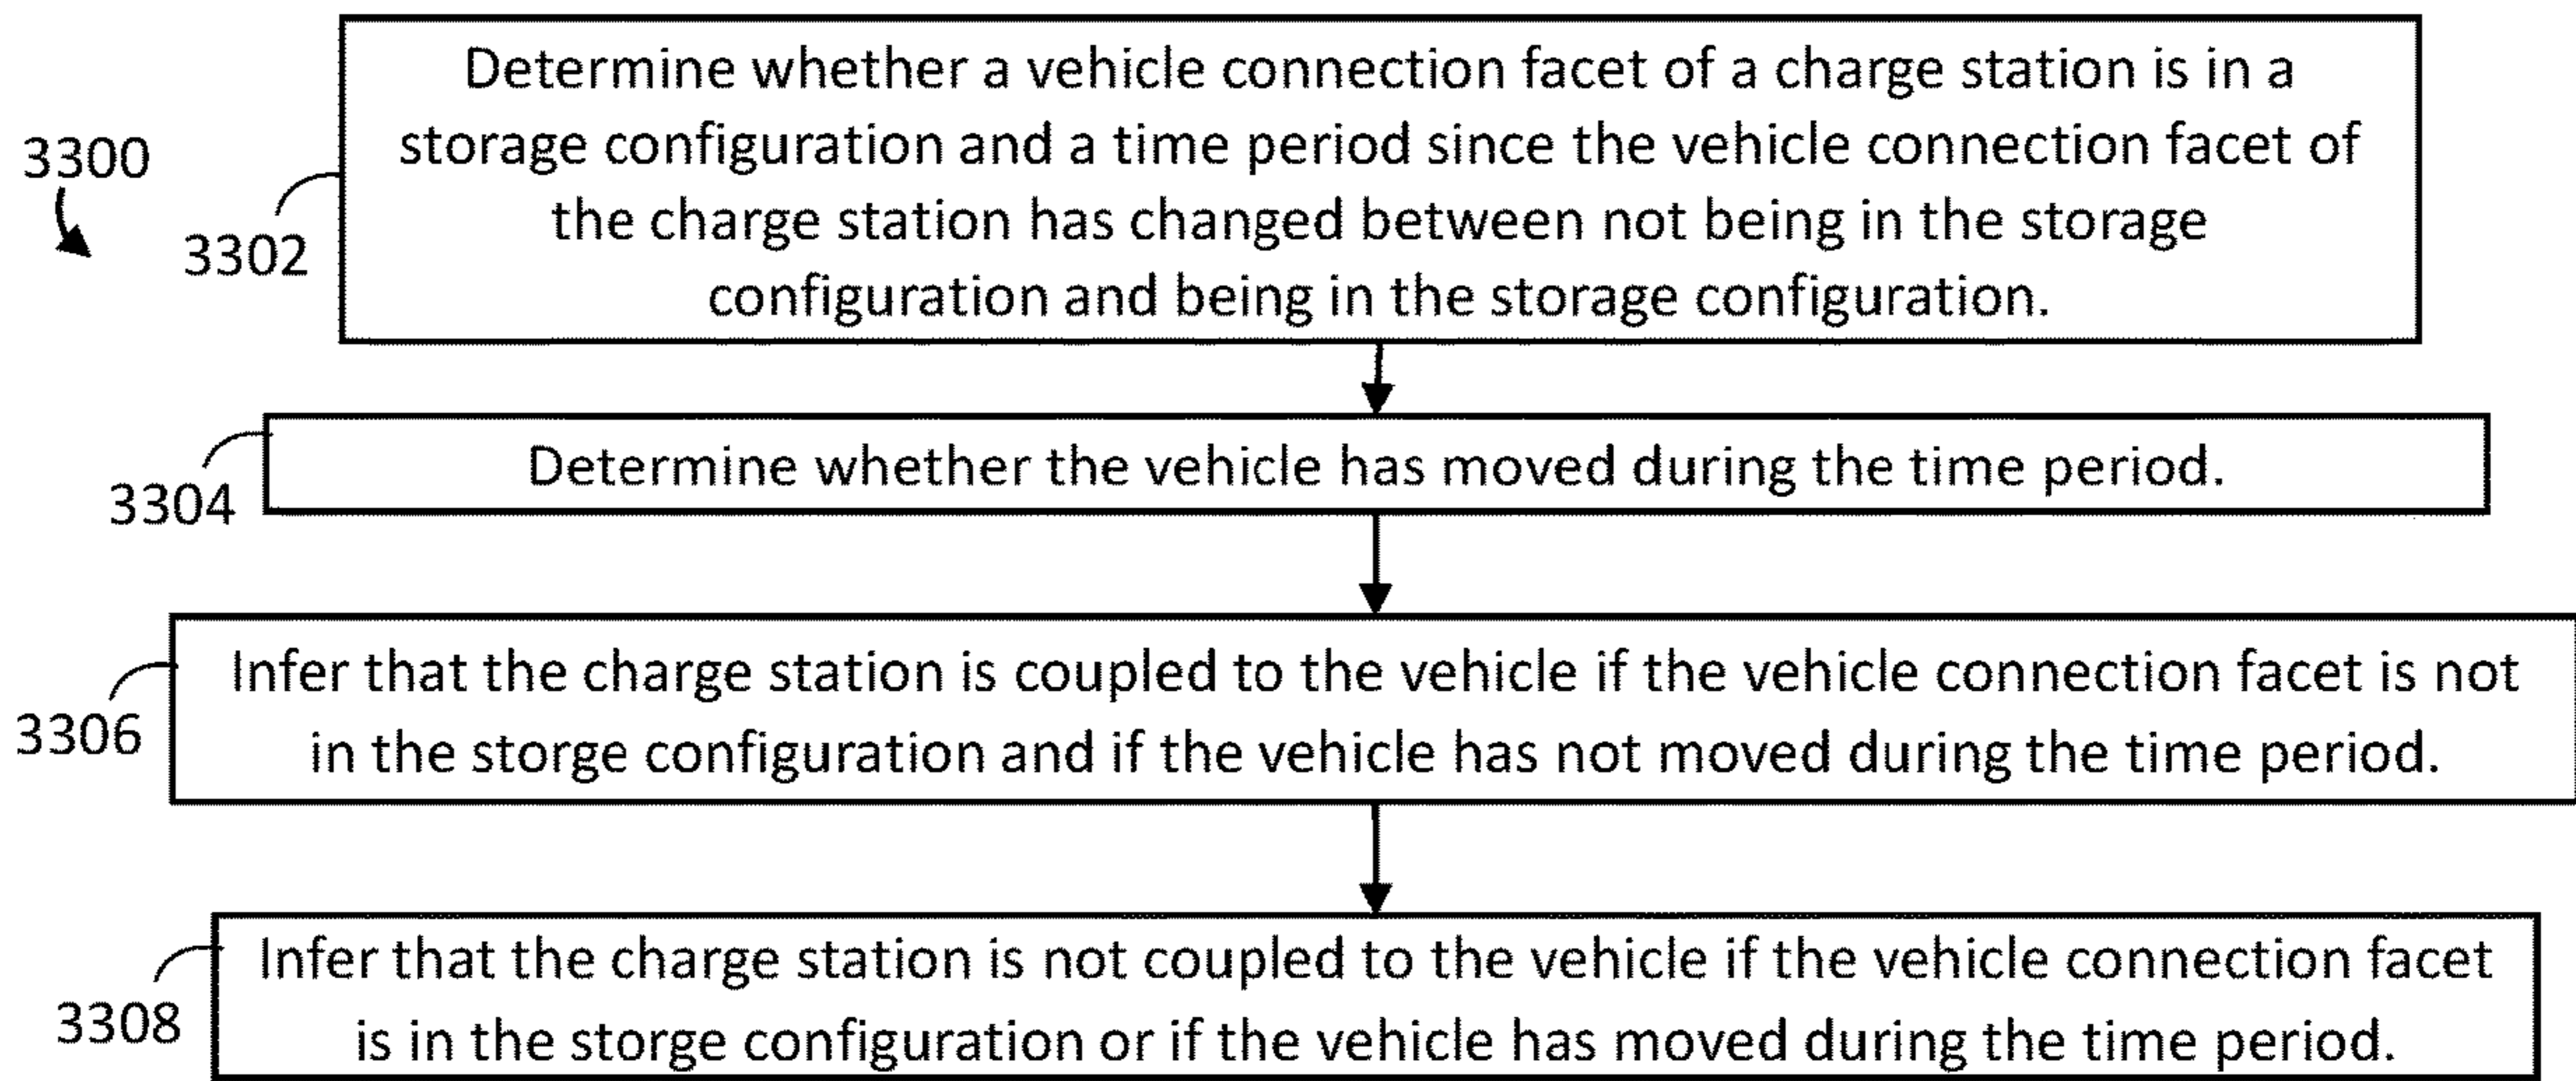 3300
3302
Determine whether a vehicle connection facet of a charge station is in a
storage configuration and a time period since the vehicle connection facet of
the charge station has changed between not being in the storage
configuration and being in the storage configuration.
3304
Determine whether the vehicle has moved during the time period.
3306
Infer that the charge station is coupled to the vehicle if the vehicle connection facet is not
in the storge configuration and if the vehicle has not moved during the time period.
3308
Infer that the charge station is not coupled to the vehicle if the vehicle connection facet
is in the storge configuration or if the vehicle has moved during the time period.